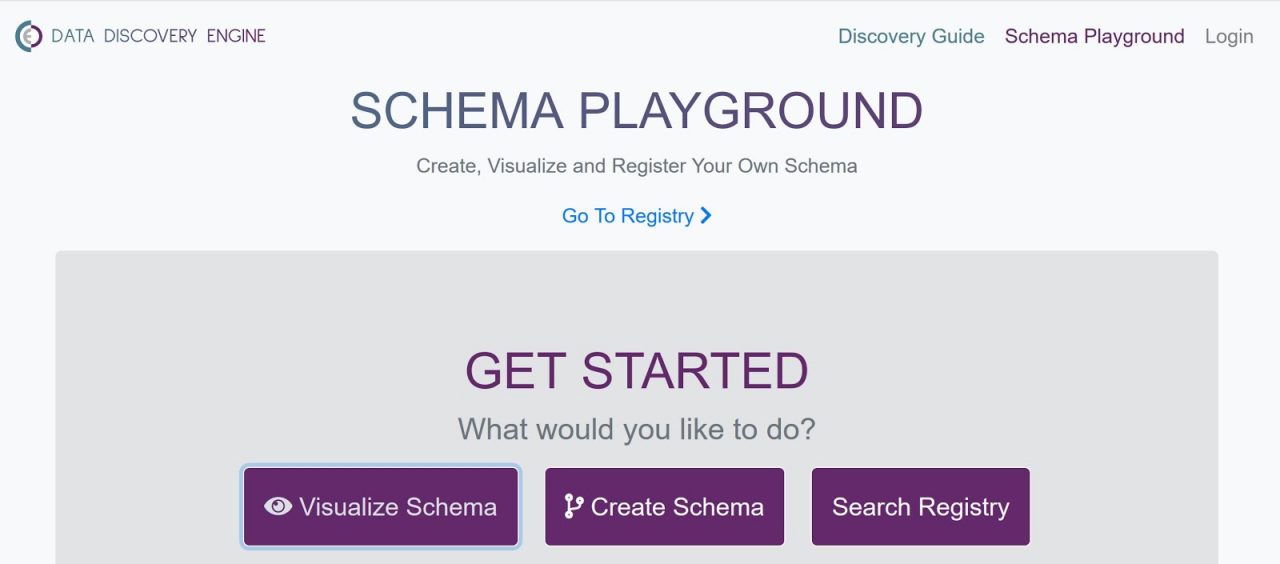 DATA DISCOVERY ENGINE
Discovery Guide Schema Playground Login
SCHEMA PLAYGROUND
Create, Visualize and Register Your Own Schema
Go To Registry
GET STARTED
What would you like to do?
Visualize Schema Create Schema Search Registry